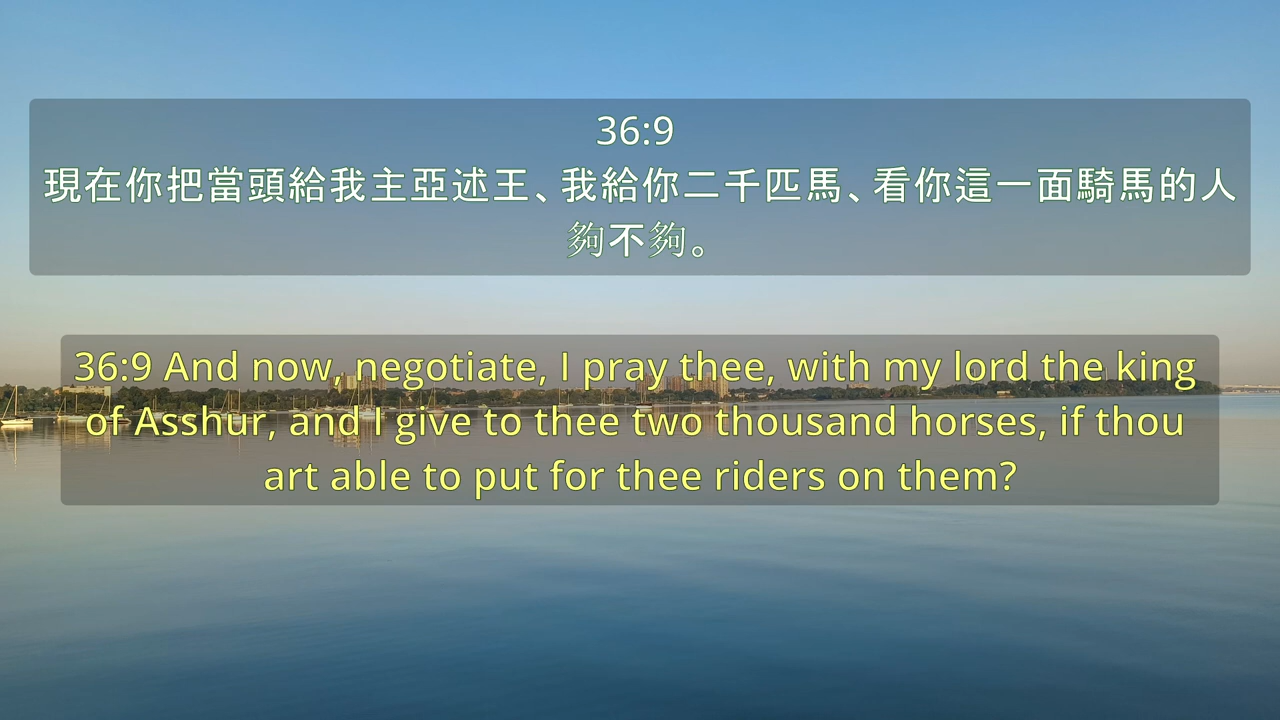 36:9
現在你把當頭給我主亞述王、我給你二千匹馬、看你這一面騎馬的人
夠不夠。
36:9 And now, negotiate, I pray thee, with my lord the king
of Asshur, and I give to thee two thousand horses, if thou
art able to put for thee riders on them?